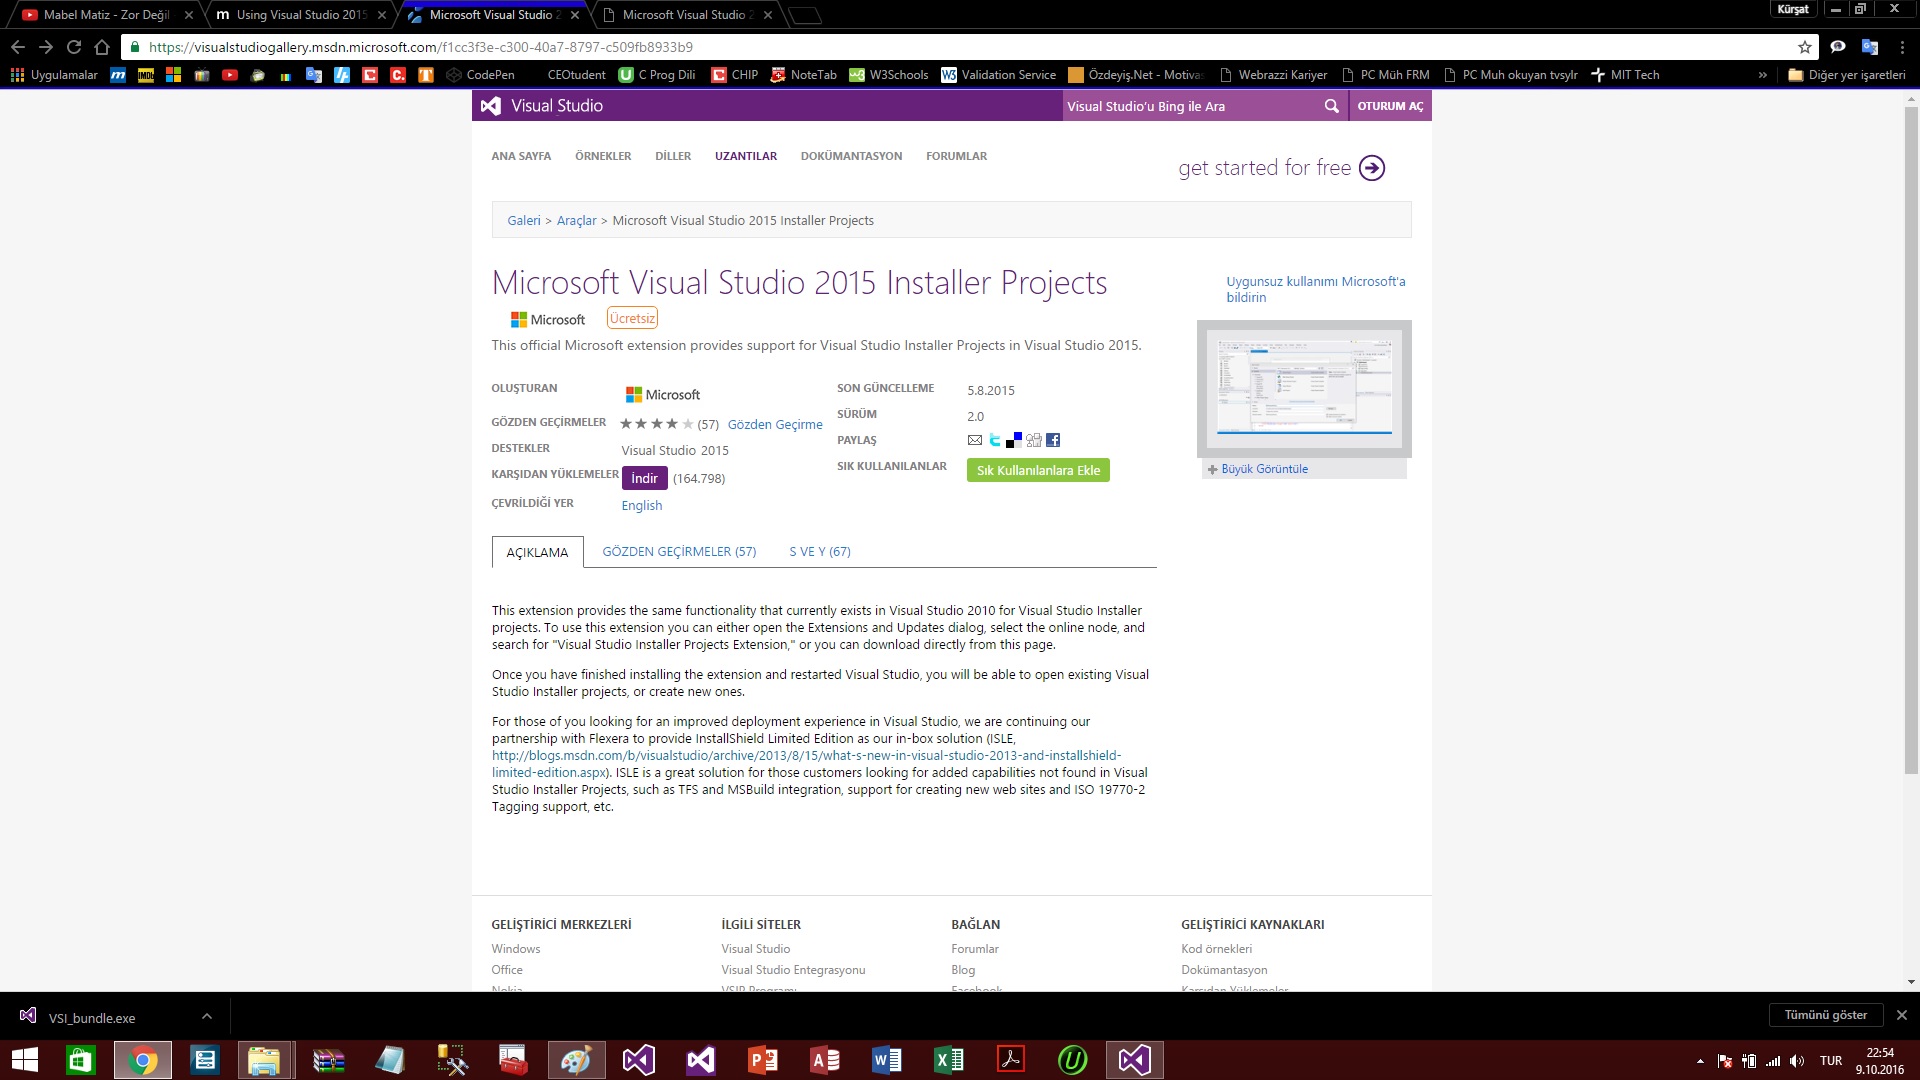 Mabel Matiz - Zor Değil
Using Visual Studio 2015
Microsoft Visual Studio 2
Microsoft Visual Studio 2
Kürşat
https://visualstudiogallery.msdn.microsoft.com/f1cc3f3e-c300-40a7-8797-c509fb8933b9
Uygulamalar
CodePen
CEOtudent
C Prog Dili
CHIP
NoteTab
W3Schools
Validation Service
Özdeyiş.Net - Motivas
Webrazzi Kariyer
PC Müh FRM
PC Muh okuyan tvsylr
MIT Tech
»
Diğer yer işaretleri
Visual Studio
Visual Studio’u Bing ile Ara
OTURUM AÇ
ANA SAYFA
ÖRNEKLER
DİLLER
UZANTILAR
DOKÜMANTASYON
FORUMLAR
get started for free
Galeri > Araçlar > Microsoft Visual Studio 2015 Installer Projects
Microsoft Visual Studio 2015 Installer Projects
Uygunsuz kullanımı Microsoft'a
bildirin
Microsoft
Ücretsiz
This official Microsoft extension provides support for Visual Studio Installer Projects in Visual Studio 2015.
OLUŞTURAN
Microsoft
GÖZDEN GEÇİRMELER
(57) Gözden Geçirme
DESTEKLER
Visual Studio 2015
KARŞIDAN YÜKLEMELER
İndir (164.798)
ÇEVRİLDİĞİ YER
English
SON GÜNCELLEME
5.8.2015
SÜRÜM
2.0
PAYLAŞ
SIK KULLANILANLAR
Sık Kullanılanlara Ekle
Büyük Görüntüle
AÇIKLAMA
GÖZDEN GEÇİRMELER (57)
S VE Y (67)
This extension provides the same functionality that currently exists in Visual Studio 2010 for Visual Studio Installer
projects. To use this extension you can either open the Extensions and Updates dialog, select the online node, and
search for "Visual Studio Installer Projects Extension," or you can download directly from this page.
Once you have finished installing the extension and restarted Visual Studio, you will be able to open existing Visual
Studio Installer projects, or create new ones.
For those of you looking for an improved deployment experience in Visual Studio, we are continuing our
partnership with Flexera to provide InstallShield Limited Edition as our in-box solution (ISLE,
http://blogs.msdn.com/b/visualstudio/archive/2013/8/15/what-s-new-in-visual-studio-2013-and-installshield-
limited-edition.aspx). ISLE is a great solution for those customers looking for added capabilities not found in Visual
Studio Installer Projects, such as TFS and MSBuild integration, support for creating new web sites and ISO 19770-2
Tagging support, etc.
GELİŞTİRİCİ MERKEZLERİ
Windows
Office
Nokia
İLGİLİ SİTELER
Visual Studio
Visual Studio Entegrasyonu
VSIP Programı
BAĞLAN
Forumlar
Blog
Facebook
GELİŞTİRİCİ KAYNAKLARI
Kod örnekleri
Dokümantasyon
Karşıdan Yüklemeler
VSI_bundle.exe
Tümünü göster
TUR
22:54
9.10.2016